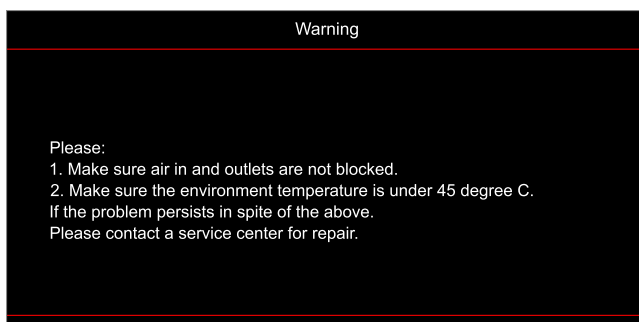 Warning
Please:
1. Make sure air in and outlets are not blocked.
2. Make sure the environment temperature is under 45 degree C.
If the problem persists in spite of the above.
Please contact a service center for repair.